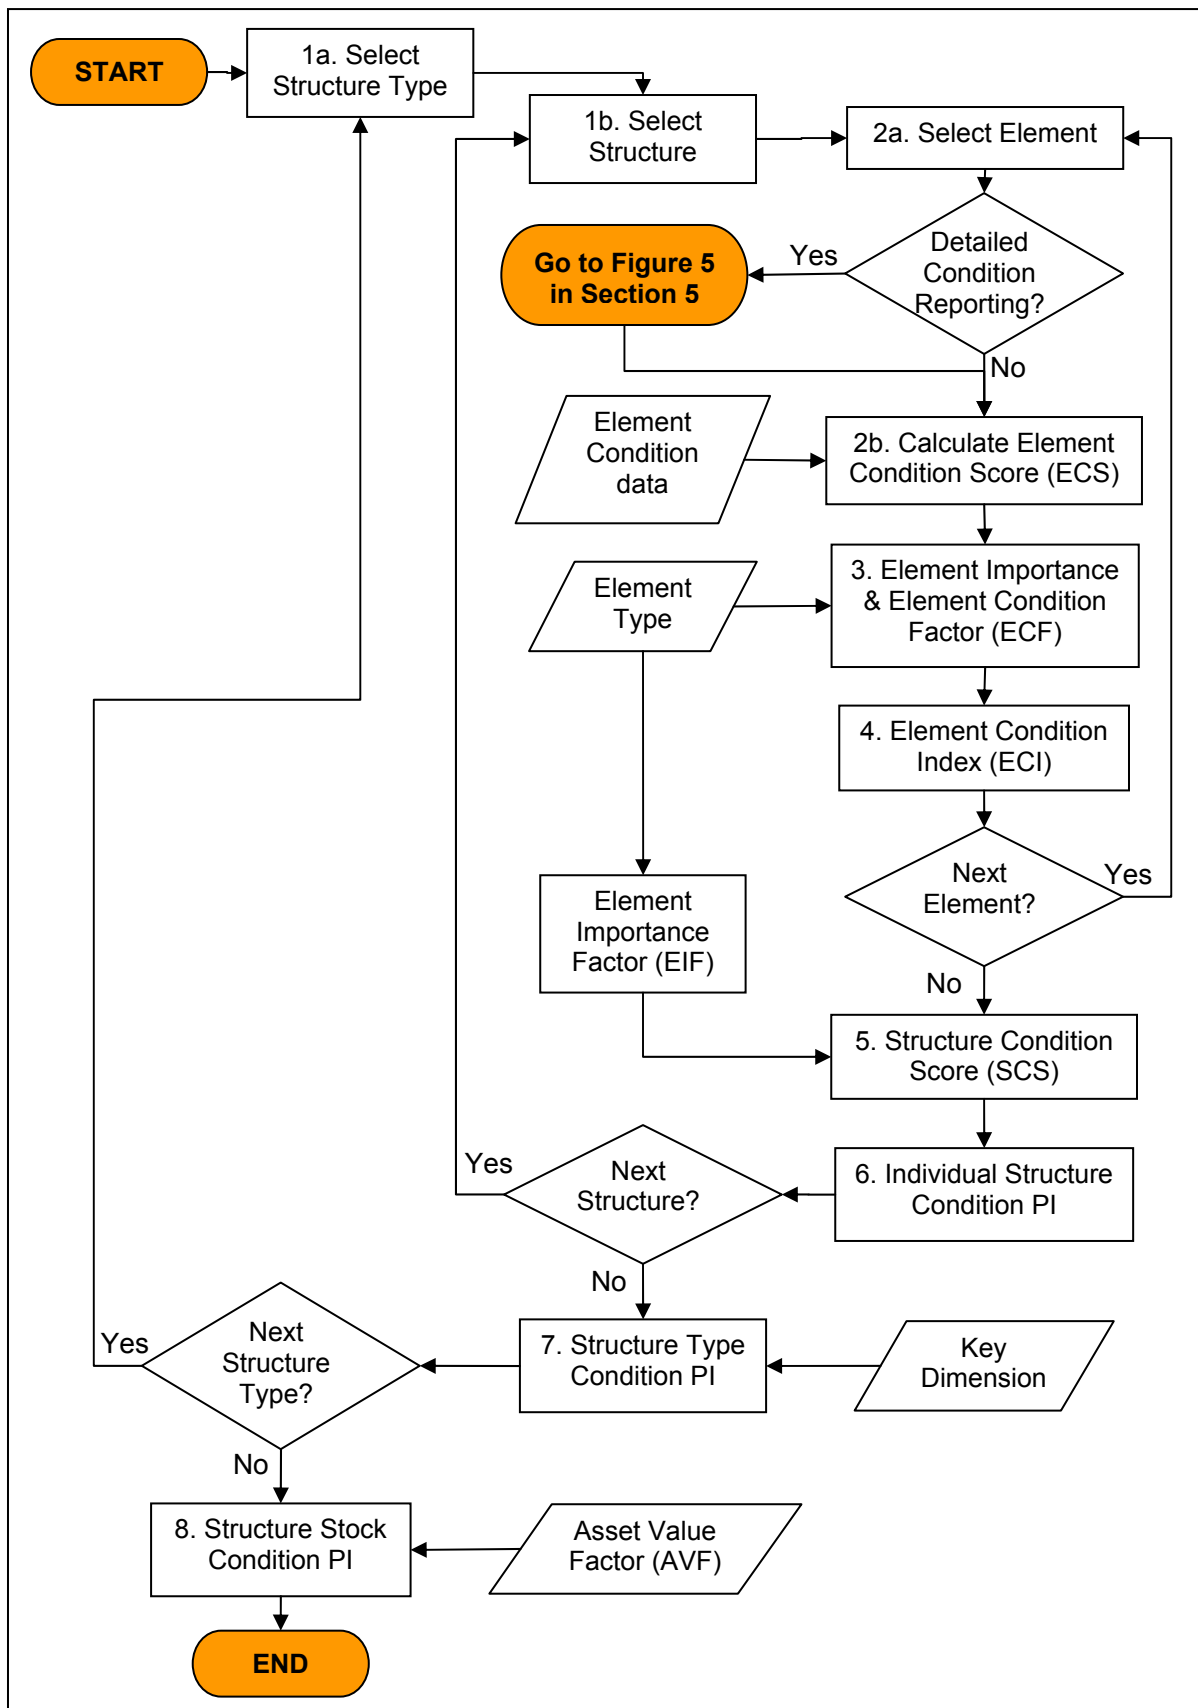 START
1a. Select
Structure Type
1b. Select
Structure
2a. Select Element
Detailed
Condition
Reporting?
Yes
Go to Figure 5
in Section 5
No
Element
Condition
data
2b. Calculate Element
Condition Score (ECS)
Element
Type
3. Element Importance
& Element Condition
Factor (ECF)
4. Element Condition
Index (ECI)
Next
Element?
Yes
Element
Importance
Factor (EIF)
No
5. Structure Condition
Score (SCS)
6. Individual Structure
Condition PI
Next
Structure?
Yes
No
7. Structure Type
Condition PI
Key
Dimension
Next
Structure
Type?
Yes
No
8. Structure Stock
Condition PI
Asset Value
Factor (AVF)
END